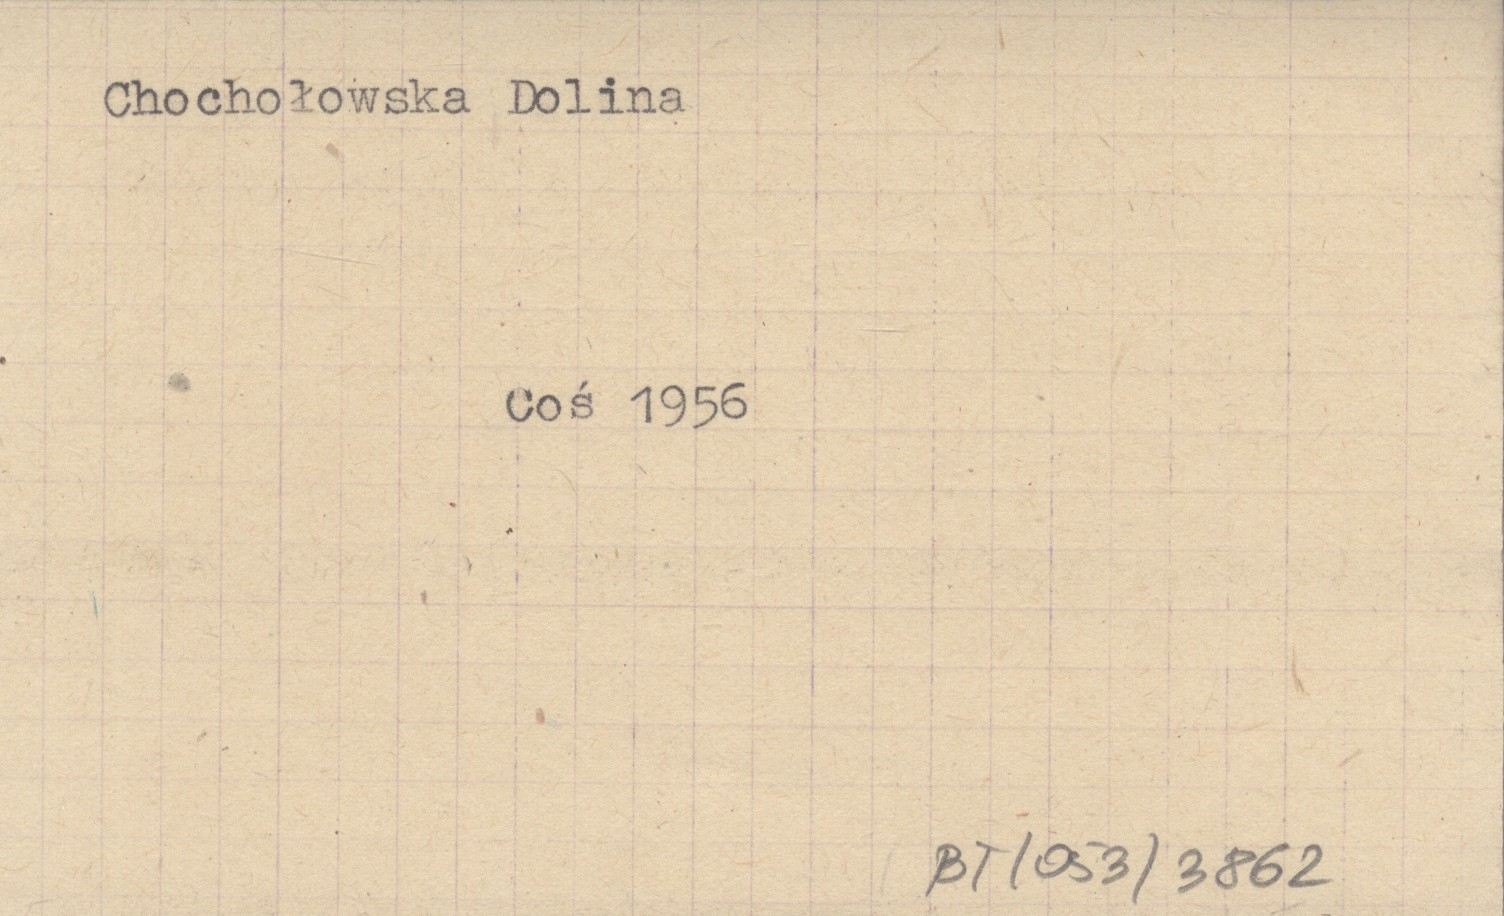 Chochołowska Dolina
Coś 1956
BT/053/3862